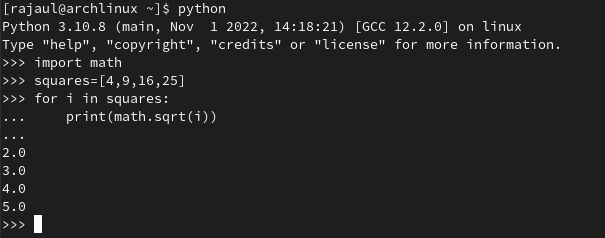 [rajaul@archlinux ~]$ python
Python 3.10.8 (main, Nov  1 2022, 14:18:21) [GCC 12.2.0] on linux
Type "help", "copyright", "credits" or "license" for more information.
>>> import math
>>> squares=[4,9,16,25]
>>> for i in squares:
...     print(math.sqrt(i))
...
2.0
3.0
4.0
5.0
>>>